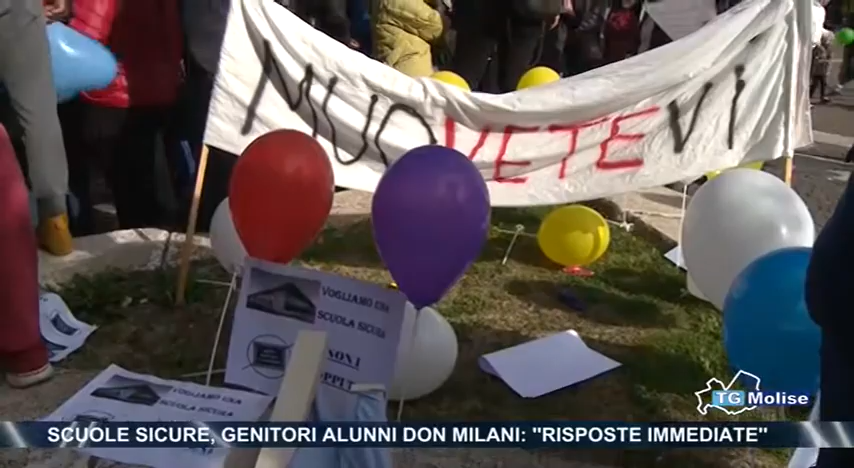 MUOVETEVI
VOGLIAMO UNA
SCUOLA SICURA
NON I
VOGLIAMO UNA
SCUOLA SICURA
TG Molise
SCUOLE SICURE, GENITORI ALUNNI DON MILANI: "RISPOSTE IMMEDIATE"